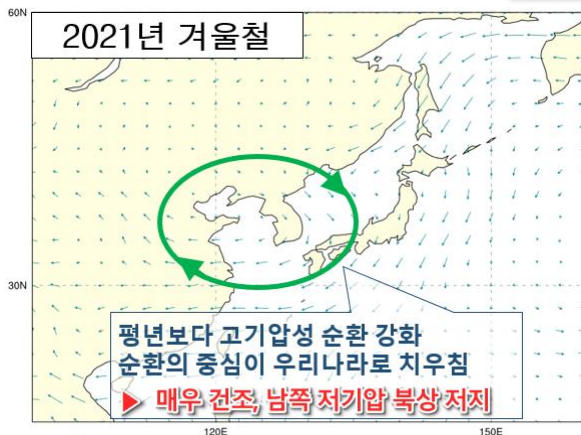 60N
2021년 겨울철
30N
평년보다 고기압성 순환 강화
순환의 중심이 우리나라로 치우침
▶ 매우 건조, 남쪽 저기압 북상 저지
120E
150E